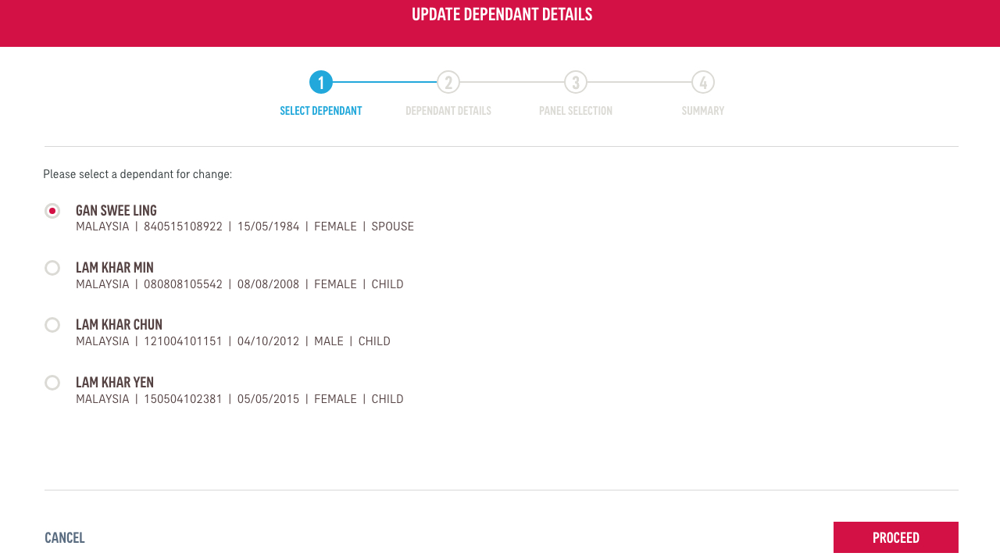 UPDATE DEPENDANT DETAILS
1 2 3 4
SELECT DEPENDANT DEPENDANT DETAILS PANEL SELECTION SUMMARY
Please select a dependant for change:
GAN SWEE LING
MALAYSIA | 840515108922 | 15/05/1984 | FEMALE | SPOUSE
LAM KHAR MIN
MALAYSIA | 080808105542 | 08/08/2008 | FEMALE | CHILD
LAM KHAR CHUN
MALAYSIA | 121004101151 | 04/10/2012 | MALE | CHILD
LAM KHAR YEN
MALAYSIA | 150504102381 | 05/05/2015 | FEMALE | CHILD
CANCEL PROCEED